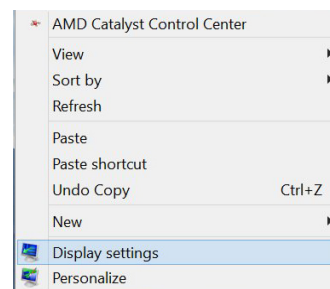 AMD Catalyst Control Center
View
Sort by
Refresh
Paste
Paste shortcut
Undo Copy Ctrl+Z
New
Display settings
Personalize